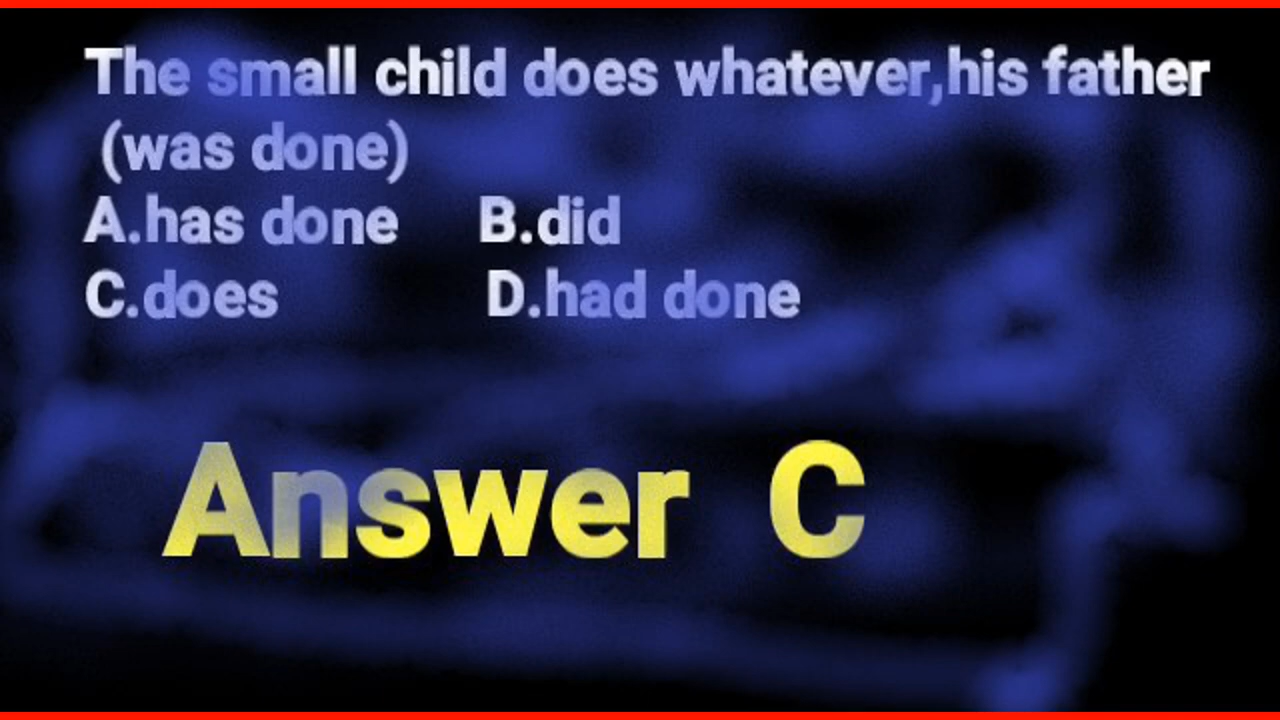 The small child does whatever,his father
(was done)
A.has done B.did
C.does D.had done
Answer C